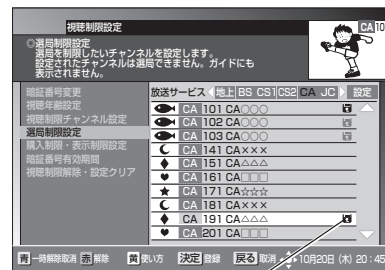 視聴制限設定
CA 10
◎選局制限設定
選局を制限したいチャンネルを設定します。
設定されたチャンネルは選局できません。ガイドにも
表示されません。
暗証番号変更
視聴年齢設定
視聴制限チャンネル設定
選局制限設定
購入制限・表示制限設定
暗証番号有効期間
視聴制限解除・設定クリア
放送サービス 地上 BS CS1 CS2 CA JC 設定
CA 101 CA○○○
CA 102 CA○○○
CA 103 CA○○○
CA 141 CA×××
CA 151 CA△△△
CA 161 CA□□□
CA 171 CA☆☆☆
CA 181 CA×××
CA 191 CA△△△
CA 201 CA□□□
青 一時解除取消 赤 解除 黄 使い方 決定 登録 戻る 取消 10月20日 (木) 20:45